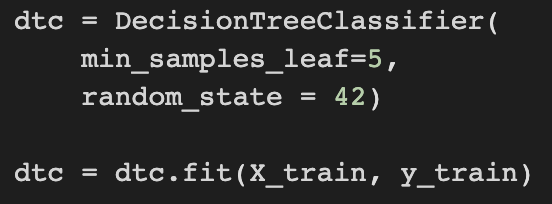 dtc = DecisionTreeClassifier(
    min_samples_leaf=5,
    random_state = 42)
dtc = dtc.fit(X_train, y_train)